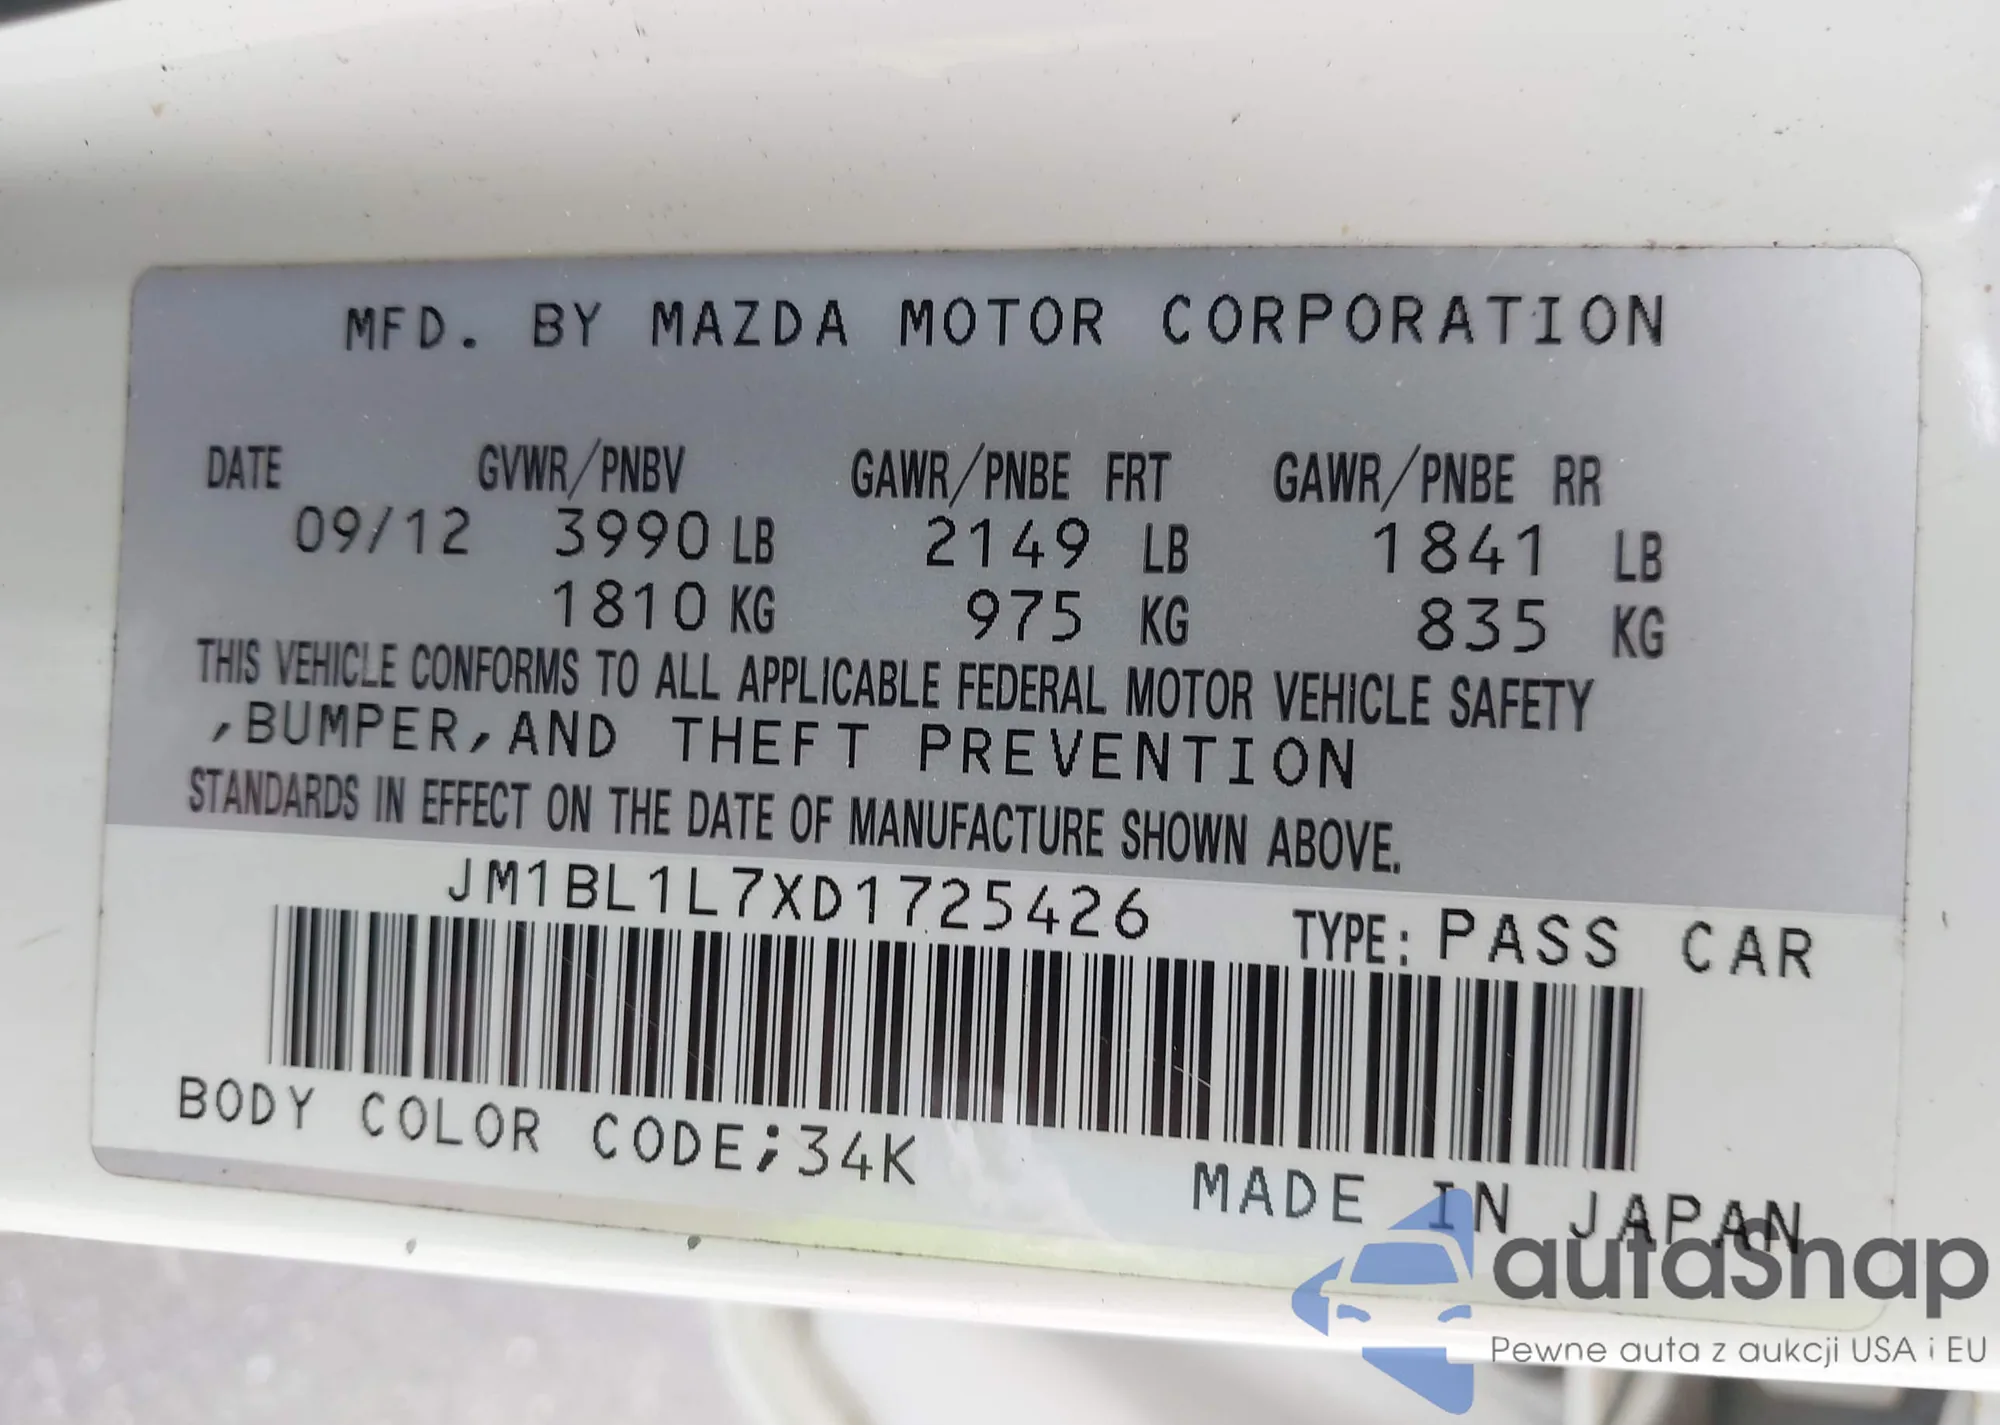 MFD. BY MAZDA MOTOR CORPORATION
DATE GVWR/PNBV GAWR/PNBE FRT GAWR/PNBE RR
09/12 3990 LB 2149 LB 1841 LB
1810 KG 975 KG 835 KG
THIS VEHICLE CONFORMS TO ALL APPLICABLE FEDERAL MOTOR VEHICLE SAFETY
,BUMPER,AND THEFT PREVENTION
STANDARDS IN EFFECT ON THE DATE OF MANUFACTURE SHOWN ABOVE.
JM1BL1L7XD1725426 TYPE: PASS CAR
BODY COLOR CODE;34K
MADE IN JAPAN
autaSnap
Pewne auta z aukcji USA i EU